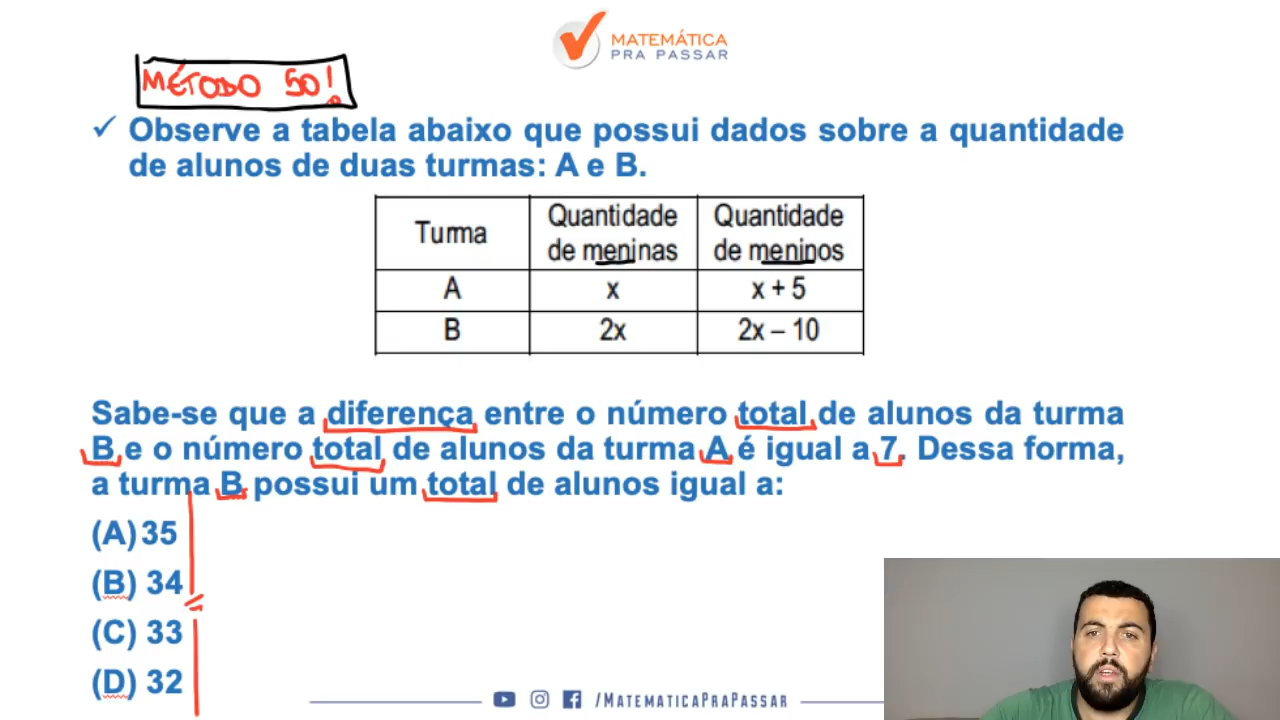 MATEMÁTICA
PRA PASSAR
MÉTODO 50!
✓ Observe a tabela abaixo que possui dados sobre a quantidade
de alunos de duas turmas: A e B.
Turma Quantidade de meninas Quantidade de meninos
A x x + 5
B 2x 2x – 10
Sabe-se que a diferença entre o número total de alunos da turma
B e o número total de alunos da turma A é igual a 7. Dessa forma,
a turma B possui um total de alunos igual a:
(A) 35
(B) 34
(C) 33
(D) 32
/MATEMATICAPRAPASSAR